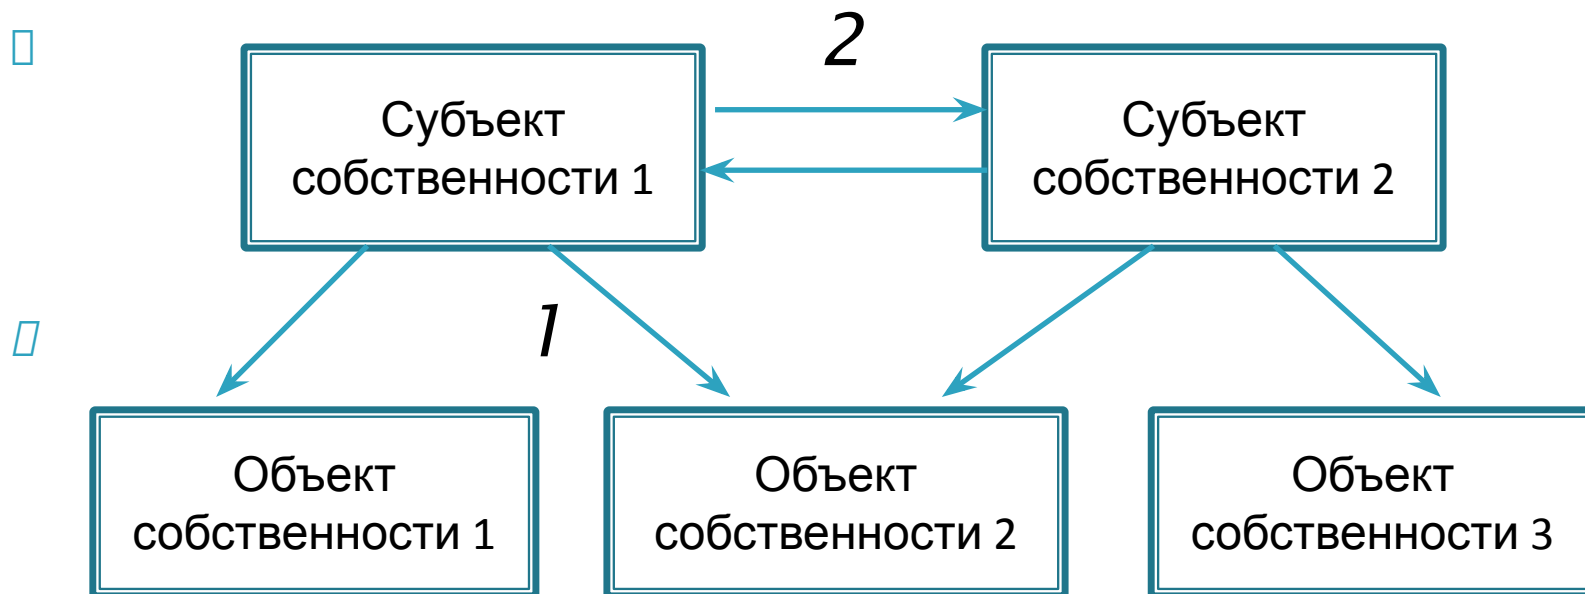 2
Субъект
собственности 1
Субъект
собственности 2
1
Объект
собственности 1
Объект
собственности 2
Объект
собственности 3